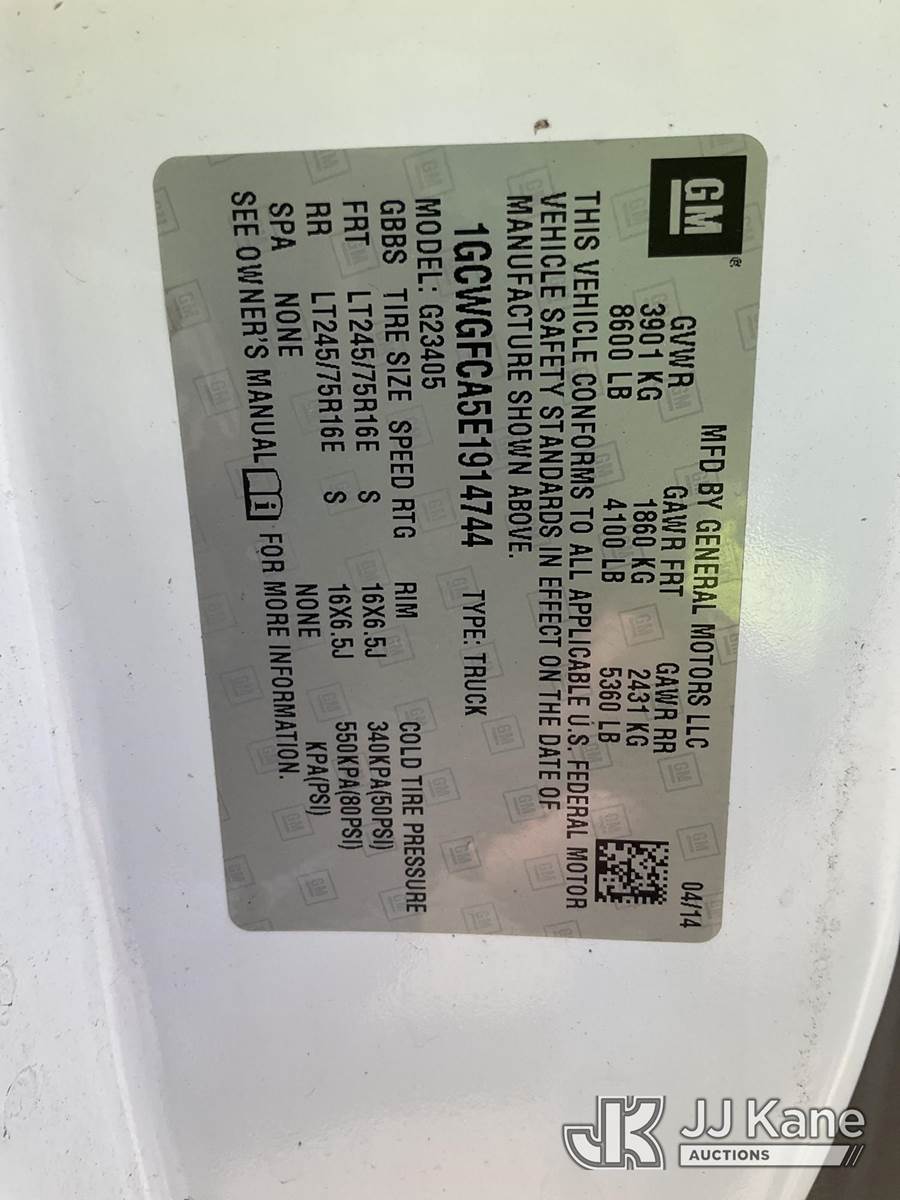 GM®
MFD BY GENERAL MOTORS LLC 04/14
GVWR GAWR FRT GAWR RR
3901 KG 1860 KG 2431 KG
8600 LB 4100 LB 5360 LB
THIS VEHICLE CONFORMS TO ALL APPLICABLE U.S. FEDERAL MOTOR
VEHICLE SAFETY STANDARDS IN EFFECT ON THE DATE OF
MANUFACTURE SHOWN ABOVE.
1GCWGFCA5E1914744 TYPE: TRUCK
MODEL: G23405
GBBS TIRE SIZE SPEED RTG RIM COLD TIRE PRESSURE
FRT LT245/75R16E S 16X6.5J 340KPA(50PSI)
RR LT245/75R16E S 16X6.5J 550KPA(80PSI)
SPA NONE NONE KPA(PSI)
SEE OWNER'S MANUAL i FOR MORE INFORMATION.
JK JJ Kane
AUCTIONS